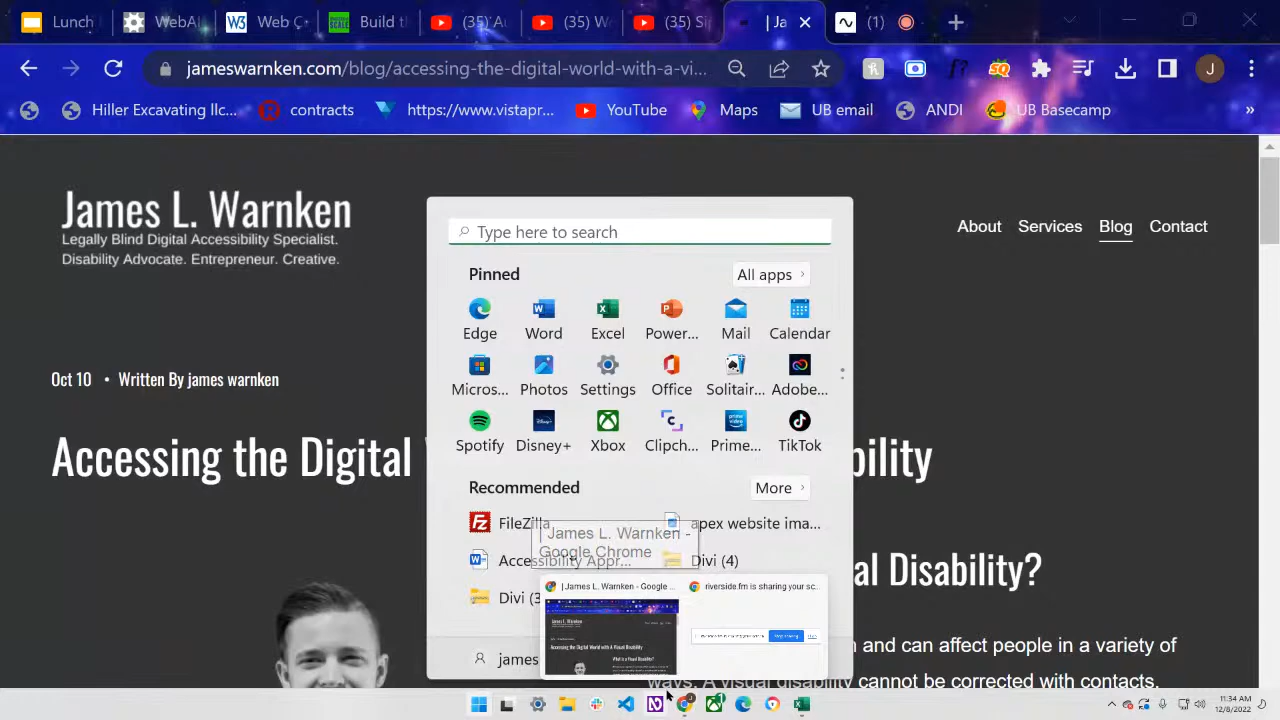 Lunch
WebAi
Web C
Build t
(35)
(35) W
(35) Si
| Ja
(1)
jameswarnken.com/blog/accessing-the-digital-world-with-a-vi...
J
Hiller Excavating llc...
contracts
https://www.vistapr...
YouTube
Maps
UB email
ANDI
UB Basecamp
»
James L. Warnken
Legally Blind Digital Accessibility Specialist.
Disability Advocate. Entrepreneur. Creative.
About Services Blog Contact
Oct 10 • Written By james warnken
Accessing the Digital
bility
al Disability?
n and can affect people in a variety of
ways. A visual disability cannot be corrected with contacts,
Type here to search
Pinned
All apps
Edge Word Excel Power... Mail Calendar
Micros... Photos Settings Office Solitair... Adobe...
Spotify Disney+ Xbox Clipch... Prime... TikTok
Recommended
More
FileZilla
apex website ima...
Accessibility Appr...
Divi (4)
Divi (3
| James L. Warnken -
Google Chrome
| James L. Warnken - Google ...
riverside.fm is sharing your sc...
james
11:34 AM
12/8/2022